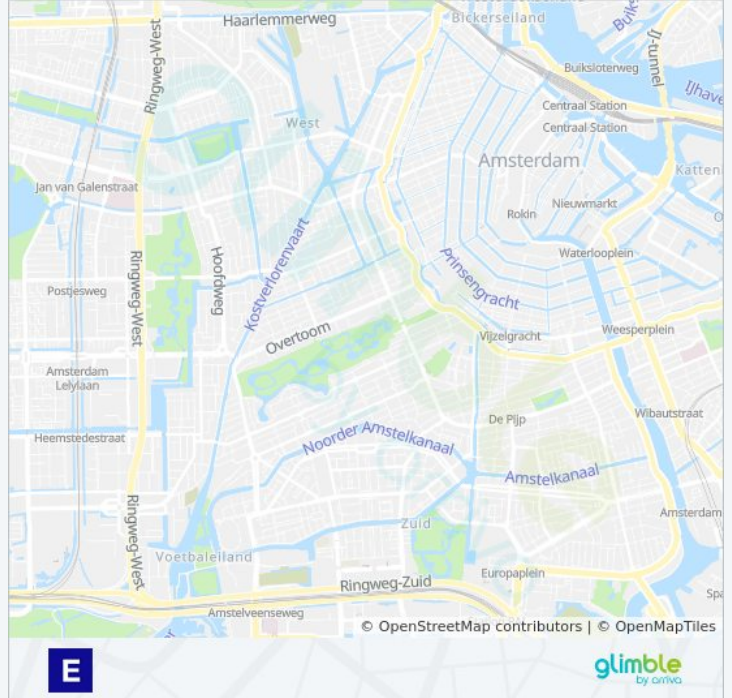 Haarlemmerweg
Bickerseiland
Ringweg-West
IJ-tunnel
Buiksloterweg
Centraal Station
Centraal Station
West
Amsterdam
Jan van Galenstraat
Nieuwmarkt
Rokin
Waterlooplein
Hoofdweg
Kostverlorenvaart
Prinsengracht
Ringweg-West
Postjesweg
Overtoom
Vijzelgracht
Weesperplein
Amsterdam
Lelylaan
De Pijp
Wibautstraat
Heemstedestraat
Noorder Amstelkanaal
Amstelkanaal
Ringweg-West
Amsterdam
Zuid
Voetbaleiland
Europaplein
Ringweg-Zuid
Amstelveenseweg
© OpenStreetMap contributors | © OpenMapTiles
E
glimble
by arriva